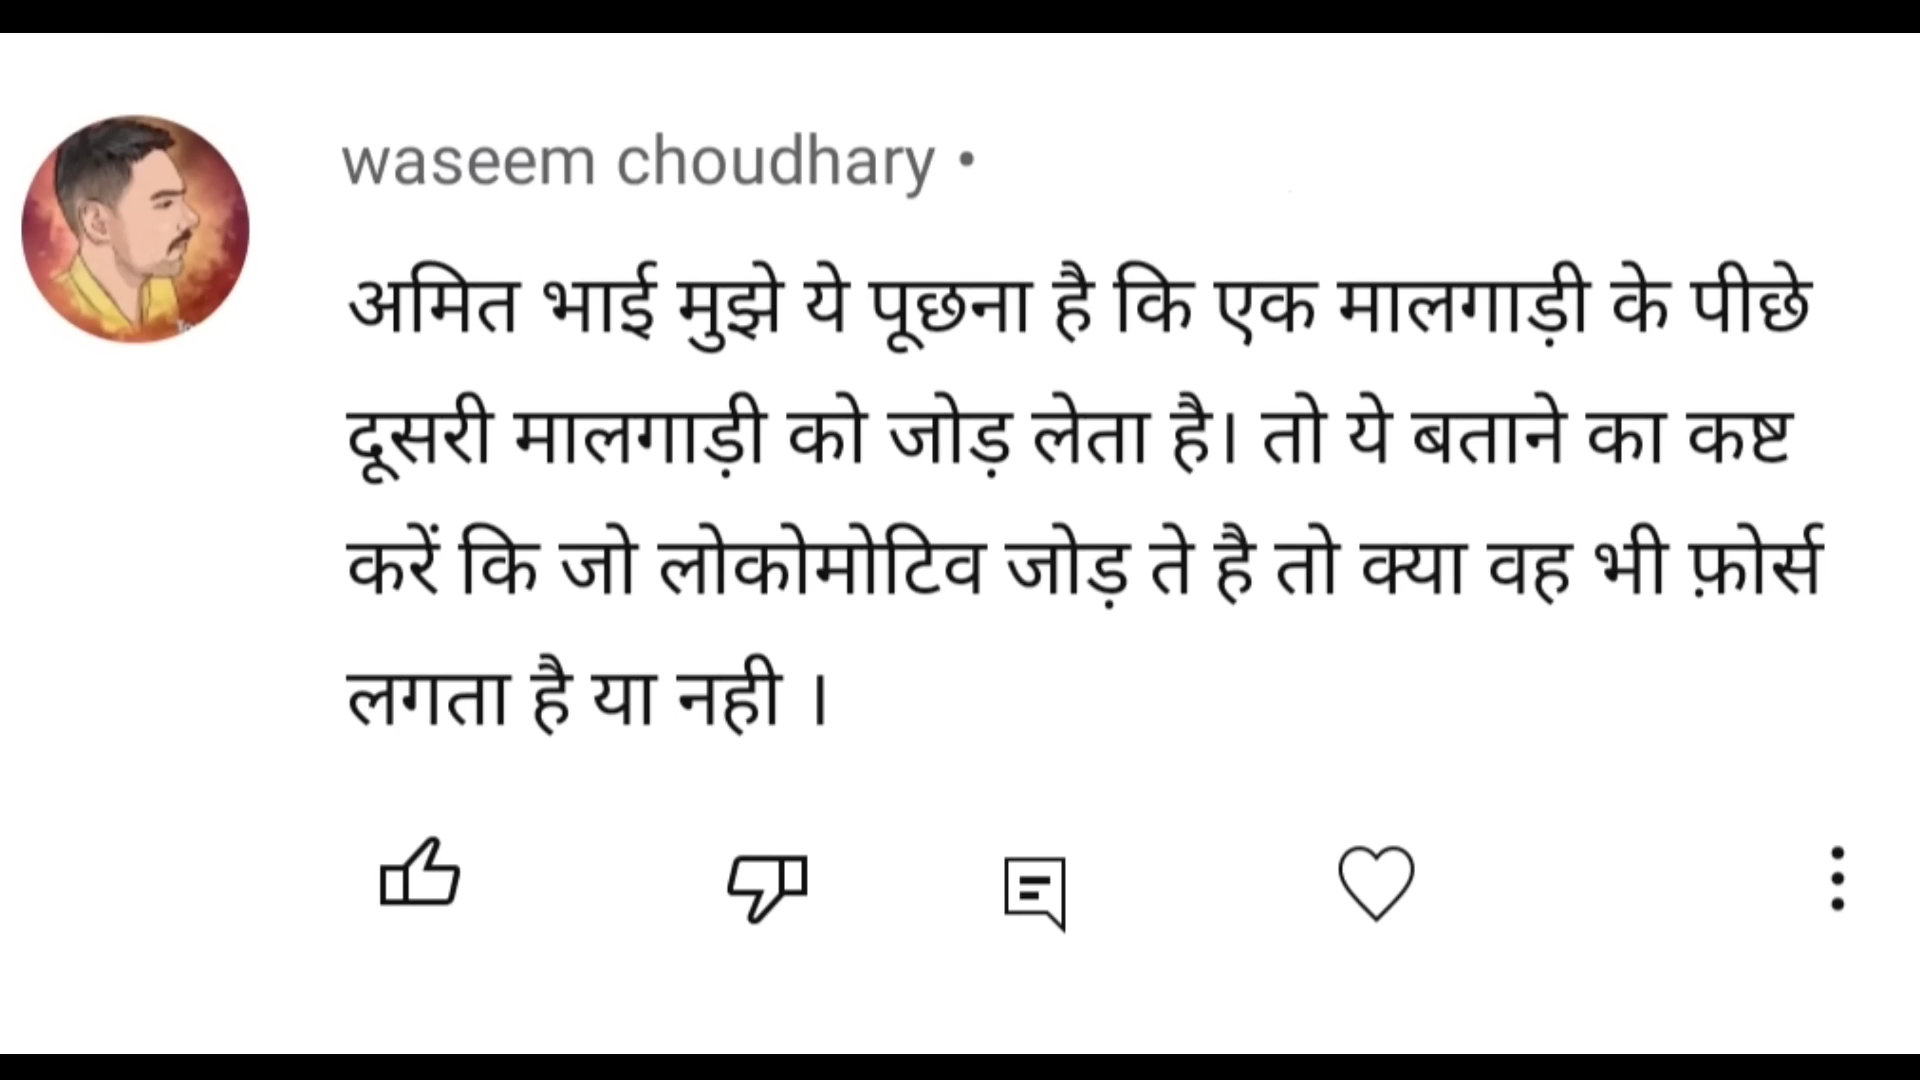 waseem choudhary •
अमित भाई मुझे ये पूछना है कि एक मालगाड़ी के पीछे
दूसरी मालगाड़ी को जोड़ लेता है। तो ये बताने का कष्ट
करें कि जो लोकोमोटिव जोड़ ते है तो क्या वह भी फ़ोर्स
लगता है या नही ।